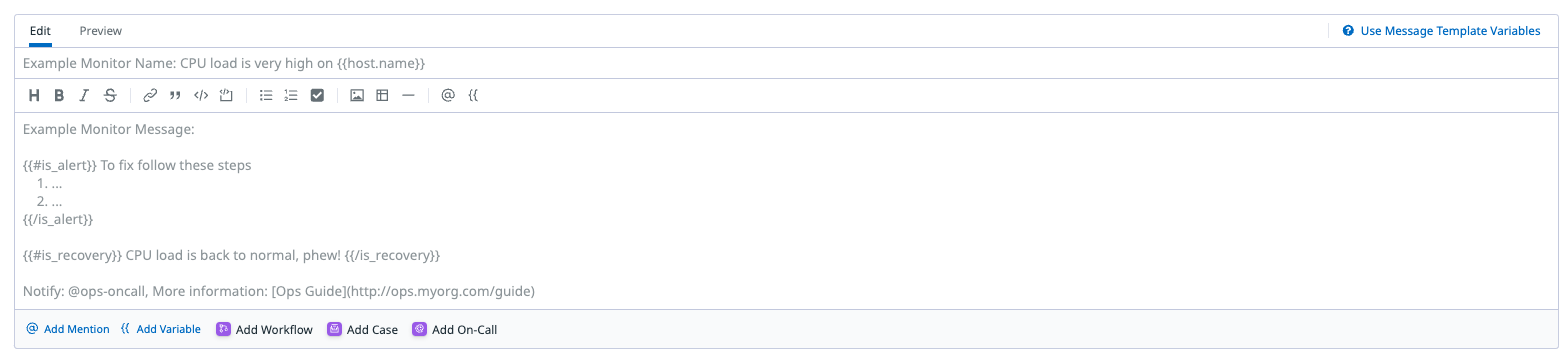 Edit Preview Use Message Template Variables
Example Monitor Name: CPU load is very high on {{host.name}}
Example Monitor Message:
{{#is_alert}} To fix follow these steps
1. ...
2. ...
{{/is_alert}}
{{#is_recovery}} CPU load is back to normal, phew! {{/is_recovery}}
Notify: @ops-oncall, More information: [Ops Guide](http://ops.myorg.com/guide)
@ Add Mention {{ Add Variable Add Workflow Add Case Add On-Call